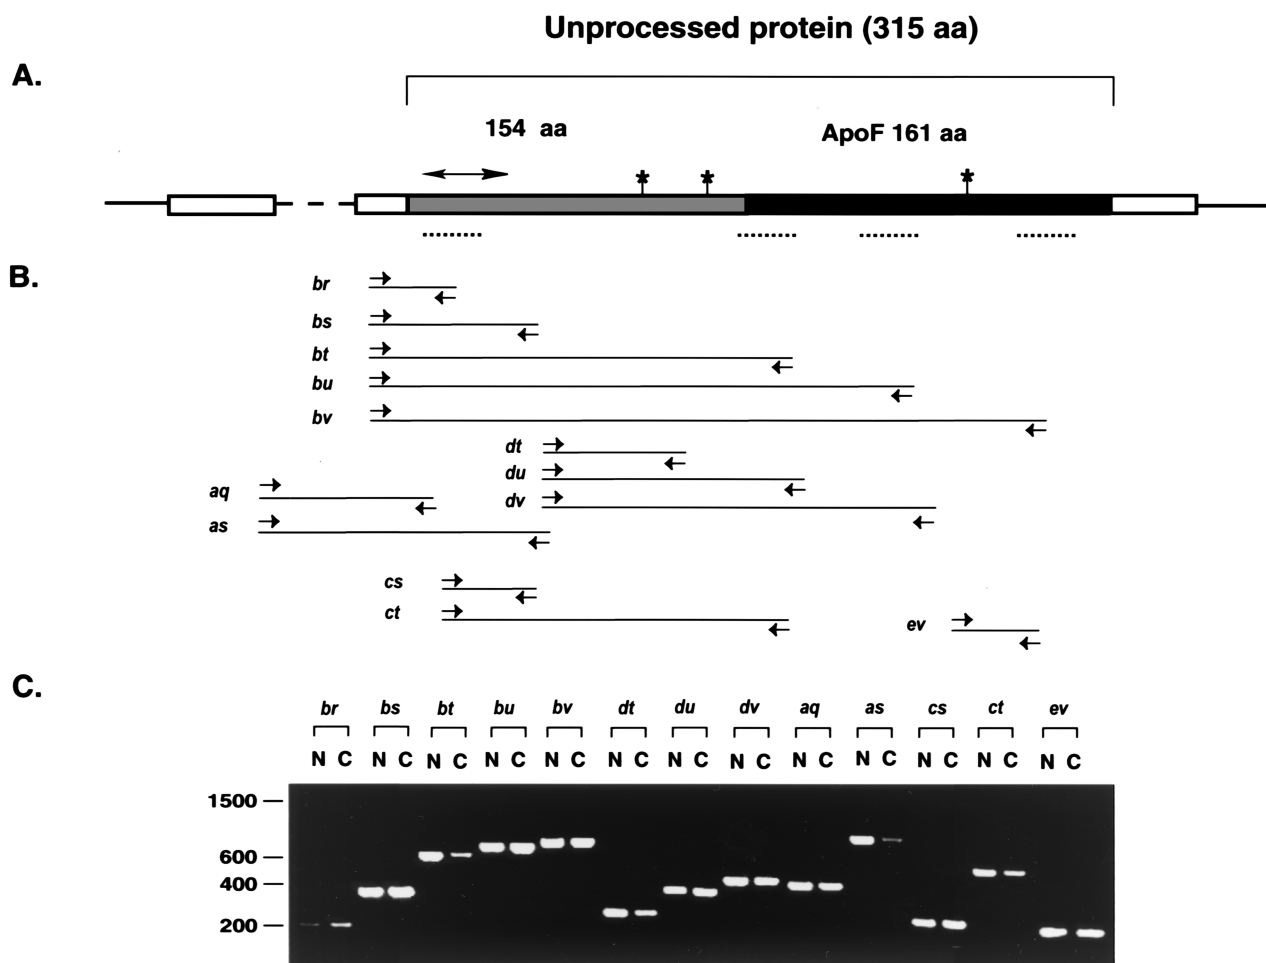 Unprocessed protein (315 aa)
A.
154 aa
ApoF 161 aa
* * *
B.
br
bs
bt
bu
bv
dt
du
aq
dv
as
cs
ct
ev
C.
br bs bt bu bv dt du dv aq as cs ct ev
N C N C N C N C N C N C N C N C N C N C N C N C N C
1500
600
400
200